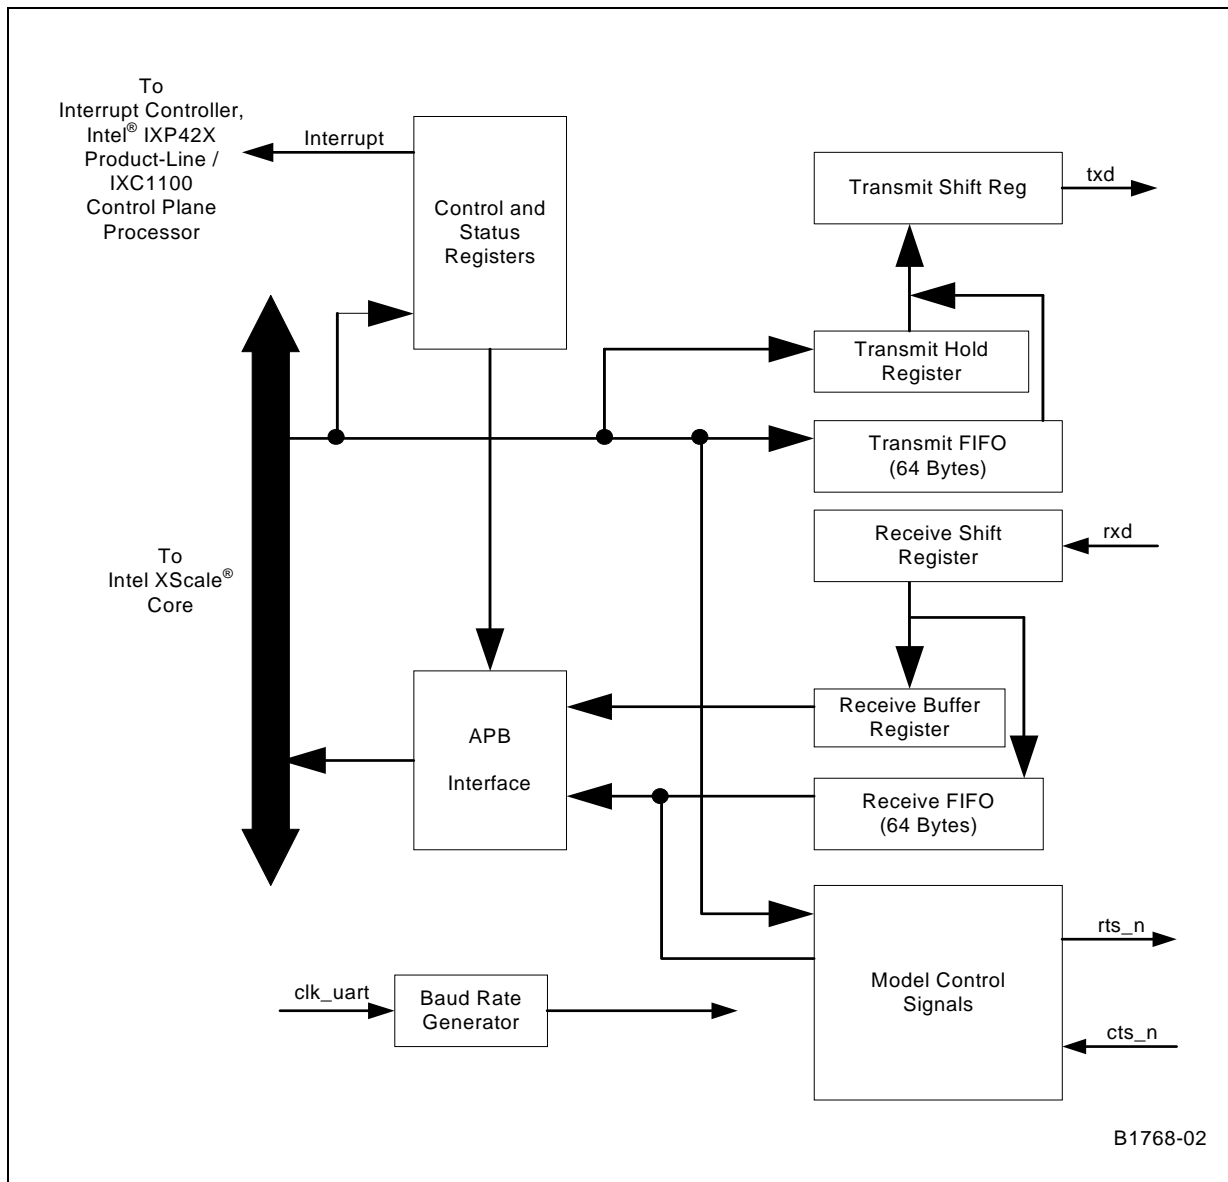 To
Interrupt Controller,
Intel® IXP42X
Product-Line /
IXC1100
Control Plane
Processor
Interrupt
Control and
Status
Registers
Transmit Shift Reg
txd
Transmit Hold
Register
Transmit FIFO
(64 Bytes)
Receive Shift
Register
rxd
To
Intel XScale®
Core
APB
Interface
Receive Buffer
Register
Receive FIFO
(64 Bytes)
Model Control
Signals
rts_n
cts_n
clk_uart
Baud Rate
Generator
B1768-02